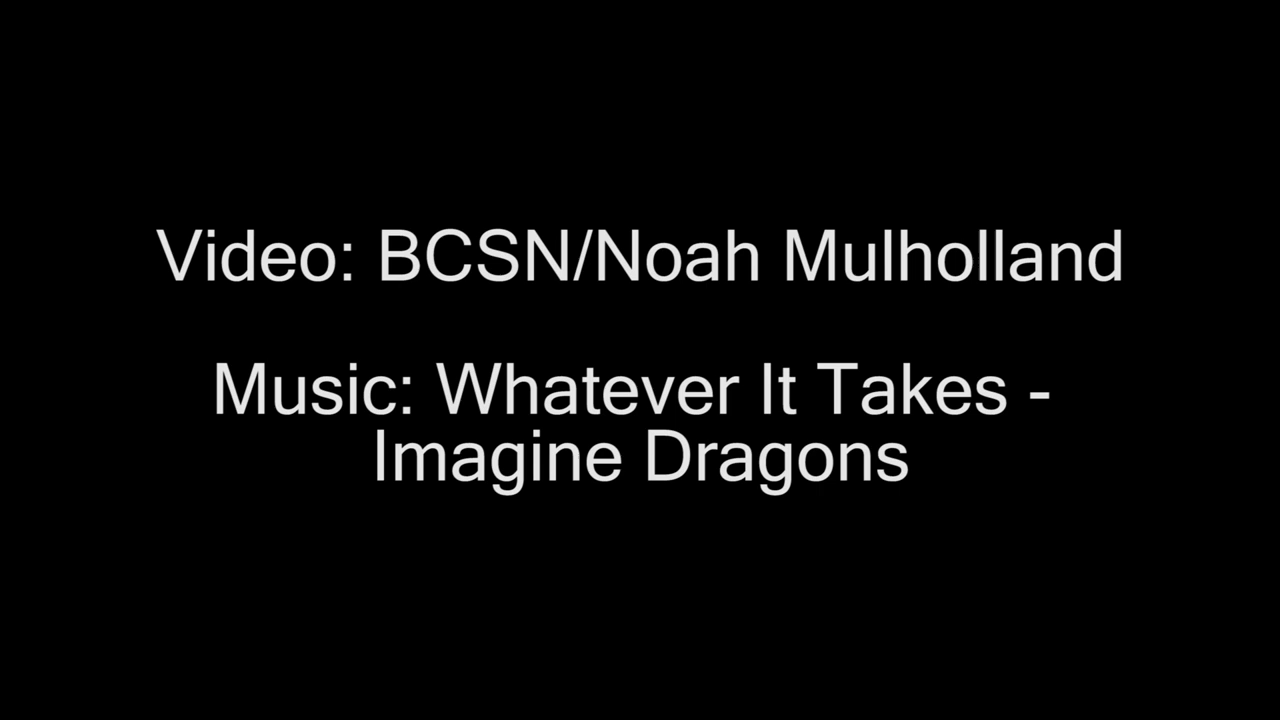 Video: BCSN/Noah Mulholland
Music: Whatever It Takes -
Imagine Dragons